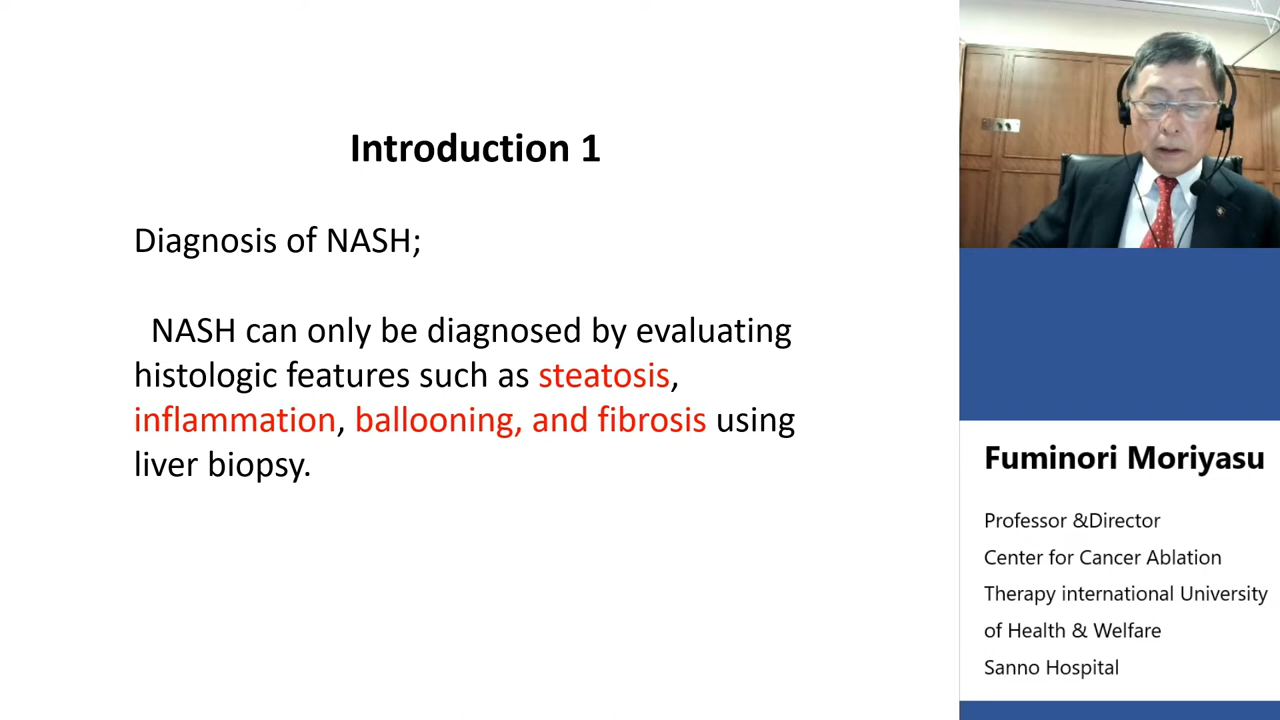 Introduction 1
Diagnosis of NASH;
NASH can only be diagnosed by evaluating
histologic features such as steatosis,
inflammation, ballooning, and fibrosis using
liver biopsy.
Fuminori Moriyasu
Professor &Director
Center for Cancer Ablation
Therapy international University
of Health & Welfare
Sanno Hospital